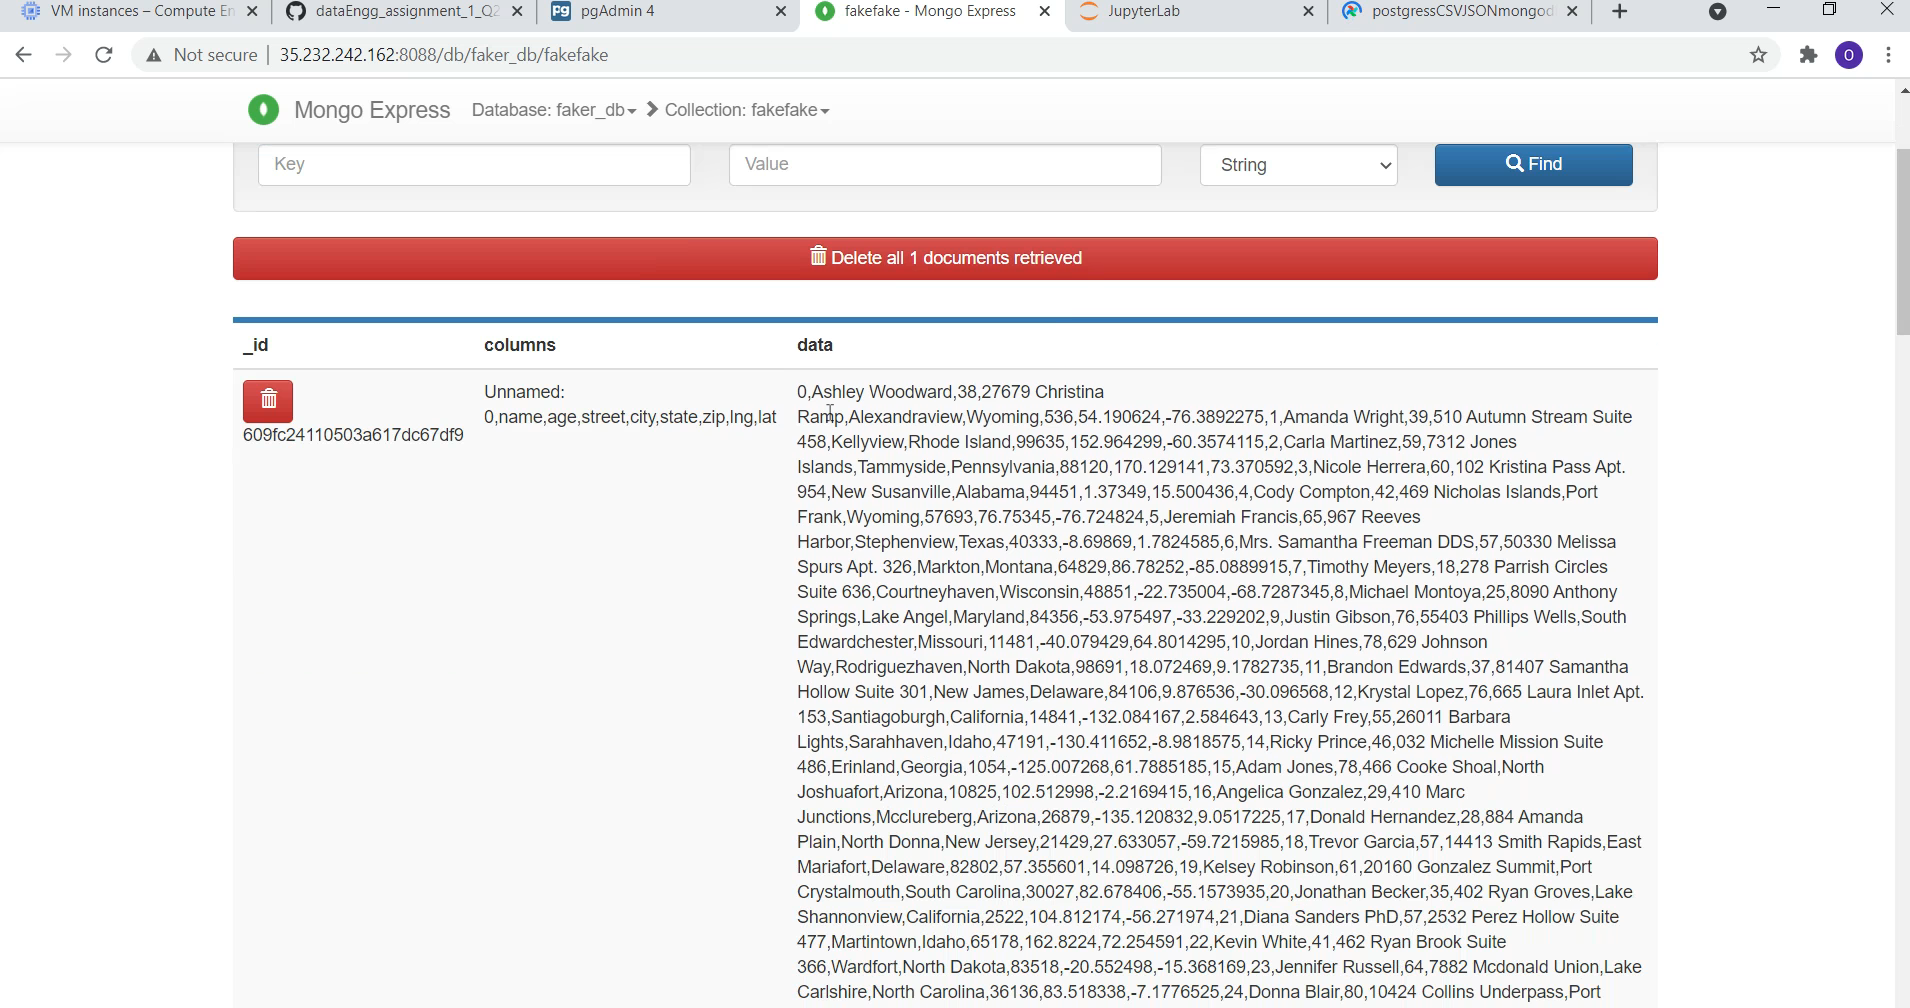 VM instances – Compute En
dataEngg_assignment_1_Q2
pgAdmin 4
fakefake - Mongo Express
JupyterLab
postgressCSVJSONmongod
Not secure
35.232.242.162:8088/db/faker_db/fakefake
O
Mongo Express
Database: faker_db
Collection: fakefake
Key
Value
String
Find
Delete all 1 documents retrieved
_id
columns
data
609fc24110503a617dc67df9
Unnamed:
0,name,age,street,city,state,zip,lng,lat
0,Ashley Woodward,38,27679 Christina
Ramp,Alexandraview,Wyoming,536,54.190624,-76.3892275,1,Amanda Wright,39,510 Autumn Stream Suite
458,Kellyview,Rhode Island,99635,152.964299,-60.3574115,2,Carla Martinez,59,7312 Jones
Islands,Tammyside,Pennsylvania,88120,170.129141,73.370592,3,Nicole Herrera,60,102 Kristina Pass Apt.
954,New Susanville,Alabama,94451,1.37349,15.500436,4,Cody Compton,42,469 Nicholas Islands,Port
Frank,Wyoming,57693,76.75345,-76.724824,5,Jeremiah Francis,65,967 Reeves
Harbor,Stephenview,Texas,40333,-8.69869,1.7824585,6,Mrs. Samantha Freeman DDS,57,50330 Melissa
Spurs Apt. 326,Markton,Montana,64829,86.78252,-85.0889915,7,Timothy Meyers,18,278 Parrish Circles
Suite 636,Courtneyhaven,Wisconsin,48851,-22.735004,-68.7287345,8,Michael Montoya,25,8090 Anthony
Springs,Lake Angel,Maryland,84356,-53.975497,-33.229202,9,Justin Gibson,76,55403 Phillips Wells,South
Edwardchester,Missouri,11481,-40.079429,64.8014295,10,Jordan Hines,78,629 Johnson
Way,Rodriguezhaven,North Dakota,98691,18.072469,9.1782735,11,Brandon Edwards,37,81407 Samantha
Hollow Suite 301,New James,Delaware,84106,9.876536,-30.096568,12,Krystal Lopez,76,665 Laura Inlet Apt.
153,Santiagoburgh,California,14841,-132.084167,2.584643,13,Carly Frey,55,26011 Barbara
Lights,Sarahhaven,Idaho,47191,-130.411652,-8.9818575,14,Ricky Prince,46,032 Michelle Mission Suite
486,Erinland,Georgia,1054,-125.007268,61.7885185,15,Adam Jones,78,466 Cooke Shoal,North
Joshuafort,Arizona,10825,102.512998,-2.2169415,16,Angelica Gonzalez,29,410 Marc
Junctions,Mcclureberg,Arizona,26879,-135.120832,9.0517225,17,Donald Hernandez,28,884 Amanda
Plain,North Donna,New Jersey,21429,27.633057,-59.7215985,18,Trevor Garcia,57,14413 Smith Rapids,East
Mariafort,Delaware,82802,57.355601,14.098726,19,Kelsey Robinson,61,20160 Gonzalez Summit,Port
Crystalmouth,South Carolina,30027,82.678406,-55.1573935,20,Jonathan Becker,35,402 Ryan Groves,Lake
Shannonview,California,2522,104.812174,-56.271974,21,Diana Sanders PhD,57,2532 Perez Hollow Suite
477,Martintown,Idaho,65178,162.8224,72.254591,22,Kevin White,41,462 Ryan Brook Suite
366,Wardfort,North Dakota,83518,-20.552498,-15.368169,23,Jennifer Russell,64,7882 Mcdonald Union,Lake
Carlshire,North Carolina,36136,83.518338,-7.1776525,24,Donna Blair,80,10424 Collins Underpass,Port